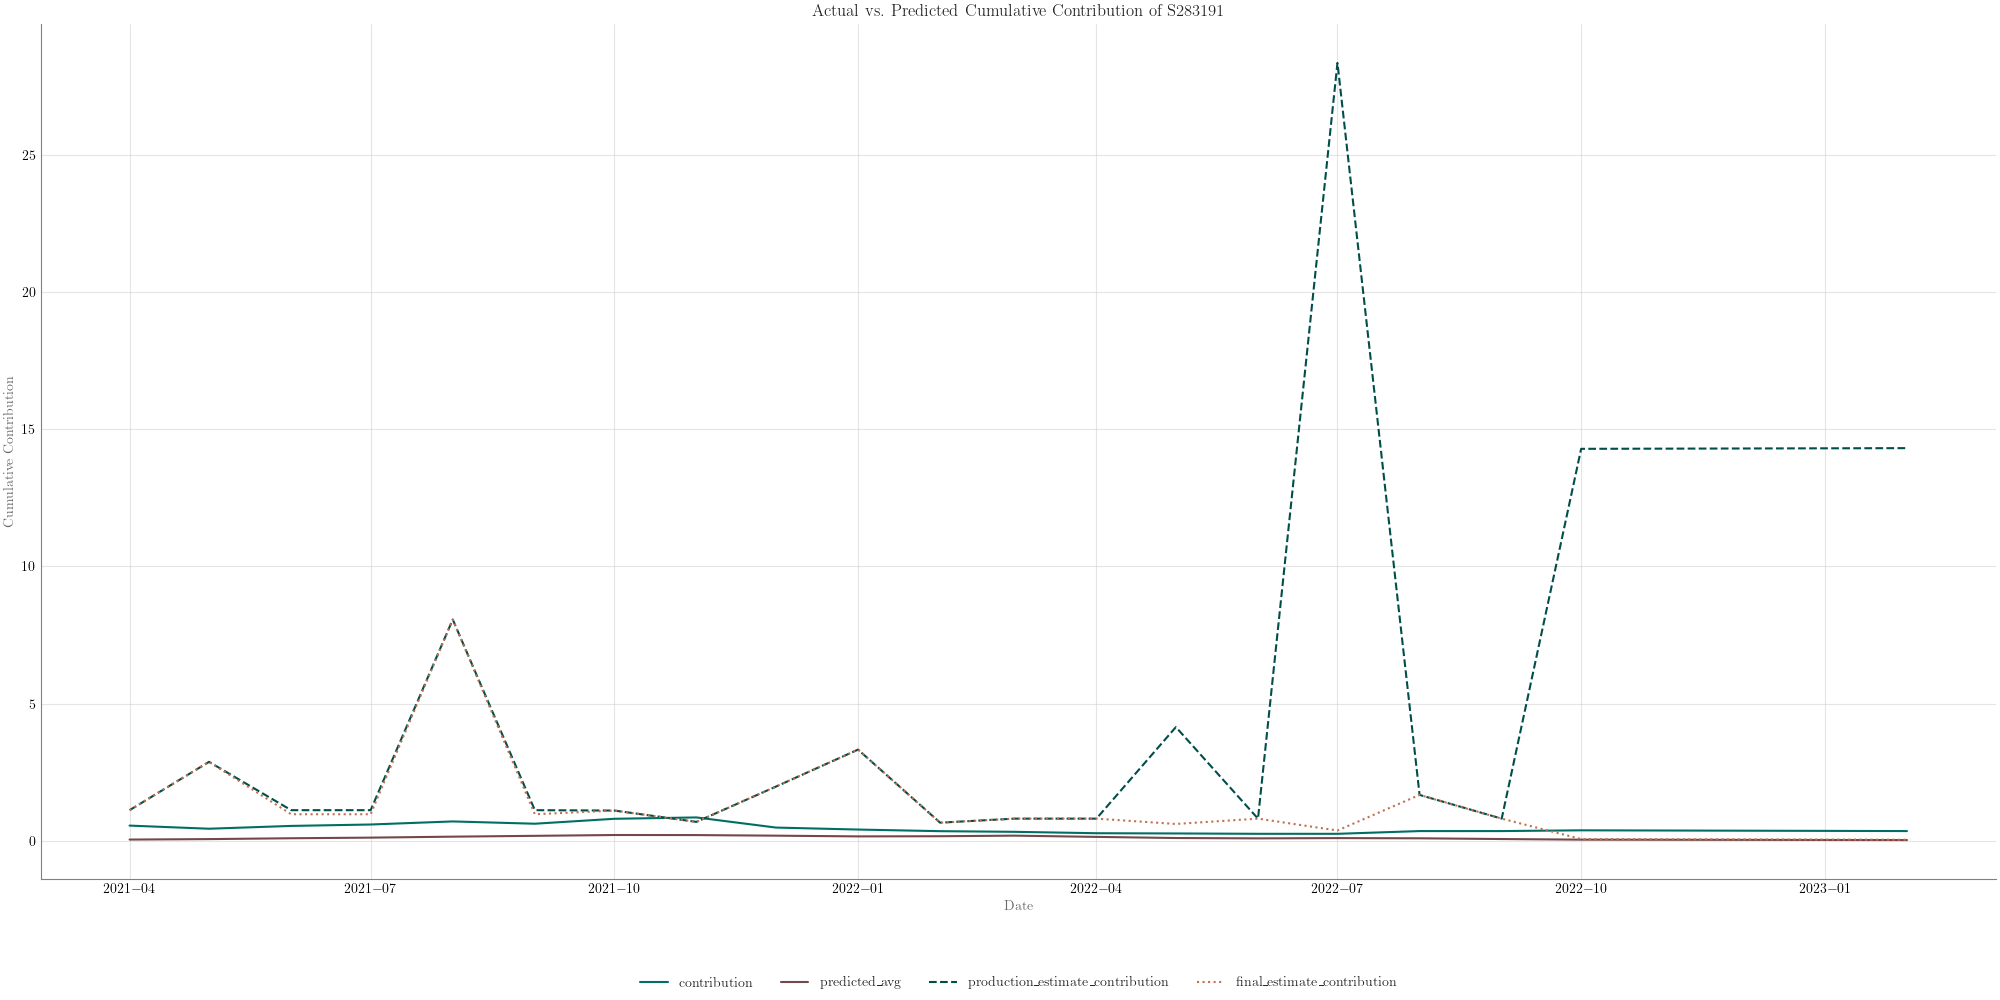 Actual vs. Predicted Cumulative Contribution of S283191
Cumulative Contribution
25
20
15
10
5
0
2021−04 2021−07 2021−10 2022−01 2022−04 2022−07 2022−10 2023−01
Date
contribution predicted_avg production_estimate_contribution final_estimate_contribution